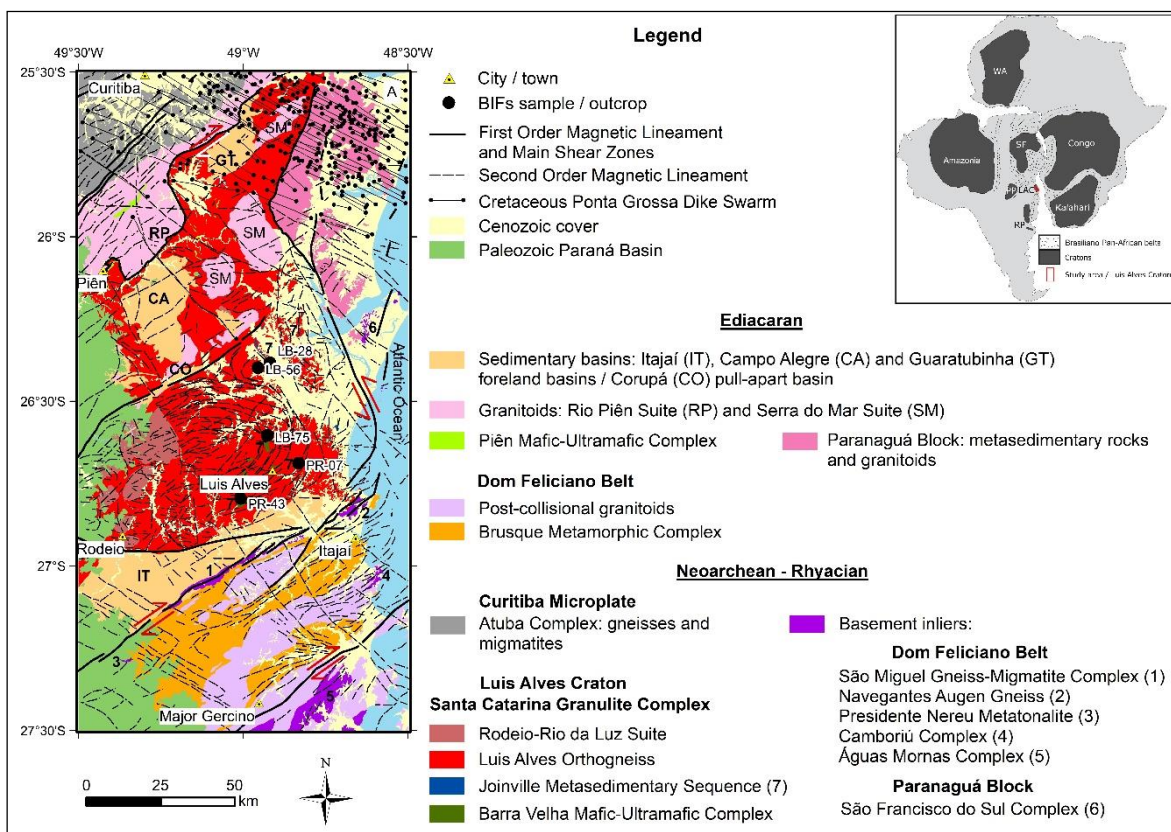 49°30'S
49°S
48°30'S
25°30'S
Curitiba
A
SM
GT
26°S
RP
SM
SM
Piên
CA
7
6
7
LB-28
LB-56
CO
26°30'S
Atlantic Ocean
LB-75
PR-07
Luis Alves
PR-43
2
Rodeio
Itajaí
27°S
IT
1
4
3
5
Major Gercino
27°30'S
0
25
50
km
N
Legend
City / town
BIFs sample / outcrop
First Order Magnetic Lineament
and Main Shear Zones
Second Order Magnetic Lineament
Cretaceous Ponta Grossa Dike Swarm
Cenozoic cover
Paleozoic Paraná Basin
Ediacaran
Sedimentary basins: Itajaí (IT), Campo Alegre (CA) and Guaratubinha (GT)
foreland basins / Corupá (CO) pull-apart basin
Granitoids: Rio Piên Suite (RP) and Serra do Mar Suite (SM)
Piên Mafic-Ultramafic Complex
Paranaguá Block: metasedimentary rocks
and granitoids
Dom Feliciano Belt
Post-collisional granitoids
Brusque Metamorphic Complex
Neoarchean - Rhyacian
Curitiba Microplate
Atuba Complex: gneisses and
migmatites
Luis Alves Craton
Santa Catarina Granulite Complex
Rodeio-Rio da Luz Suite
Luis Alves Orthogneiss
Joinville Metasedimentary Sequence (7)
Barra Velha Mafic-Ultramafic Complex
Basement inliers:
Dom Feliciano Belt
São Miguel Gneiss-Migmatite Complex (1)
Navegantes Augen Gneiss (2)
Presidente Nereu Metatonalite (3)
Camboriú Complex (4)
Águas Mornas Complex (5)
Paranaguá Block
São Francisco do Sul Complex (6)
WA
Amazonia
SF
Congo
LAC
Kalahari
RP
Brasiliano Pan-African belts
Cratons
Study area / Luis Alves Craton